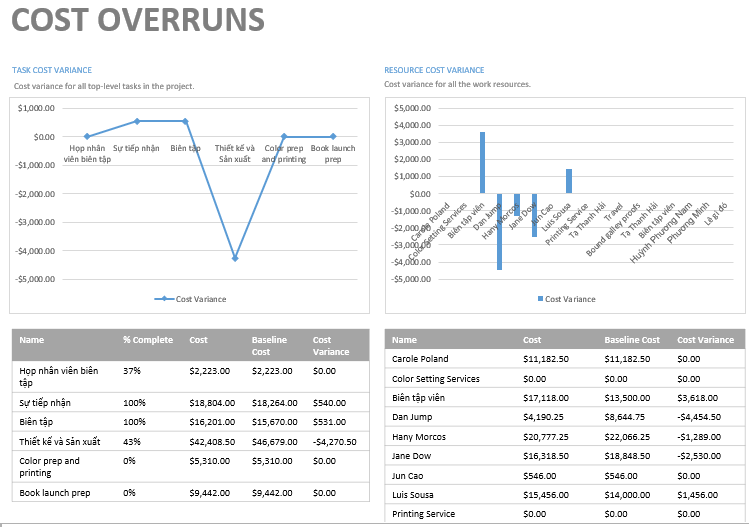 COST OVERRUNS
TASK COST VARIANCE
Cost variance for all top-level tasks in the project.
$1,000.00
$0.00
-$1,000.00
-$2,000.00
-$3,000.00
-$4,000.00
-$5,000.00
Họp nhân viên biên tập
Sự tiếp nhận
Biên tập
Thiết kế và Sản xuất
Color prep and printing
Book launch prep
Cost Variance
RESOURCE COST VARIANCE
Cost variance for all the work resources.
$5,000.00
$4,000.00
$3,000.00
$2,000.00
$1,000.00
$0.00
-$1,000.00
-$2,000.00
-$3,000.00
-$4,000.00
-$5,000.00
Carole Poland
Color Setting Services
Biên tập viên
Dan Jump
Hany Morcos
Jane Dow
Jun Cao
Luis Sousa
Printing Service
Tạ Thanh Hải
Travel
Bound galley proofs
Tạ Thanh Hải
Biên tập viên
Huỳnh Phương Nam
Phương Minh
Lê gì đó
Cost Variance
Name % Complete Cost Baseline Cost Cost Variance
Họp nhân viên biên tập 37% $2,223.00 $2,223.00 $0.00
Sự tiếp nhận 100% $18,804.00 $18,264.00 $540.00
Biên tập 100% $16,201.00 $15,670.00 $531.00
Thiết kế và Sản xuất 43% $42,408.50 $46,679.00 -$4,270.50
Color prep and printing 0% $5,310.00 $5,310.00 $0.00
Book launch prep 0% $9,442.00 $9,442.00 $0.00
Name Cost Baseline Cost Cost Variance
Carole Poland $11,182.50 $11,182.50 $0.00
Color Setting Services $0.00 $0.00 $0.00
Biên tập viên $17,118.00 $13,500.00 $3,618.00
Dan Jump $4,190.25 $8,644.75 -$4,454.50
Hany Morcos $20,777.25 $22,066.25 -$1,289.00
Jane Dow $16,318.50 $18,848.50 -$2,530.00
Jun Cao $546.00 $546.00 $0.00
Luis Sousa $15,456.00 $14,000.00 $1,456.00
Printing Service $0.00 $0.00 $0.00